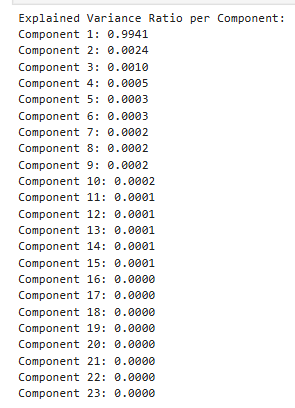 Explained Variance Ratio per Component:
Component 1: 0.9941
Component 2: 0.0024
Component 3: 0.0010
Component 4: 0.0005
Component 5: 0.0003
Component 6: 0.0003
Component 7: 0.0002
Component 8: 0.0002
Component 9: 0.0002
Component 10: 0.0002
Component 11: 0.0001
Component 12: 0.0001
Component 13: 0.0001
Component 14: 0.0001
Component 15: 0.0001
Component 16: 0.0000
Component 17: 0.0000
Component 18: 0.0000
Component 19: 0.0000
Component 20: 0.0000
Component 21: 0.0000
Component 22: 0.0000
Component 23: 0.0000